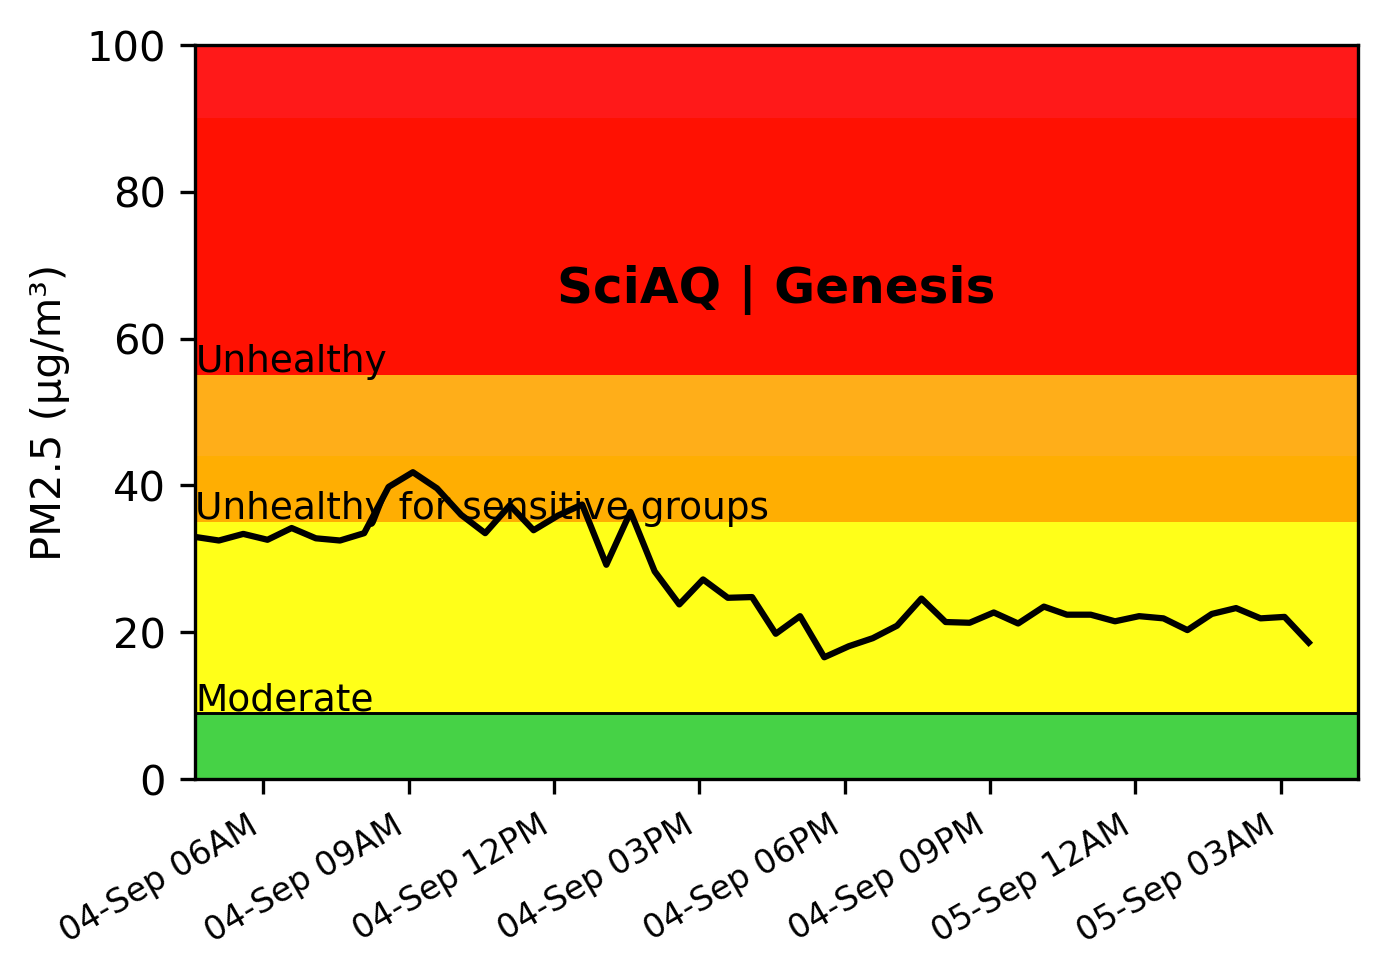 100
80
60
40
20
0
PM2.5 (µg/m³)
SciAQ | Genesis
Unhealthy
Unhealthy for sensitive groups
Moderate
04-Sep 06AM
04-Sep 09AM
04-Sep 12PM
04-Sep 03PM
04-Sep 06PM
04-Sep 09PM
05-Sep 12AM
05-Sep 03AM